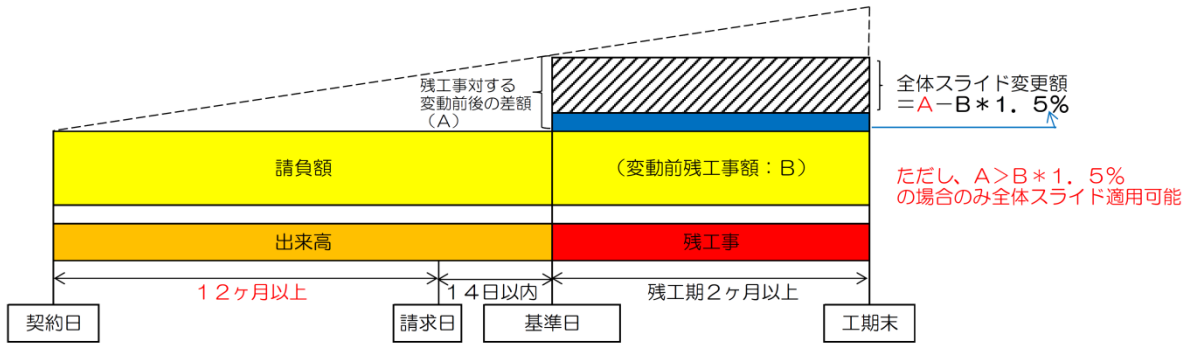 残工事対する
変動前後の差額
（A）
全体スライド変更額
＝A－B＊１．５％
請負額
（変動前残工事額：B）
ただし、A＞B＊１．５％
の場合のみ全体スライド適用可能
出来高
残工事
１２ヶ月以上
１４日以内
残工期２ヶ月以上
契約日
請求日
基準日
工期末